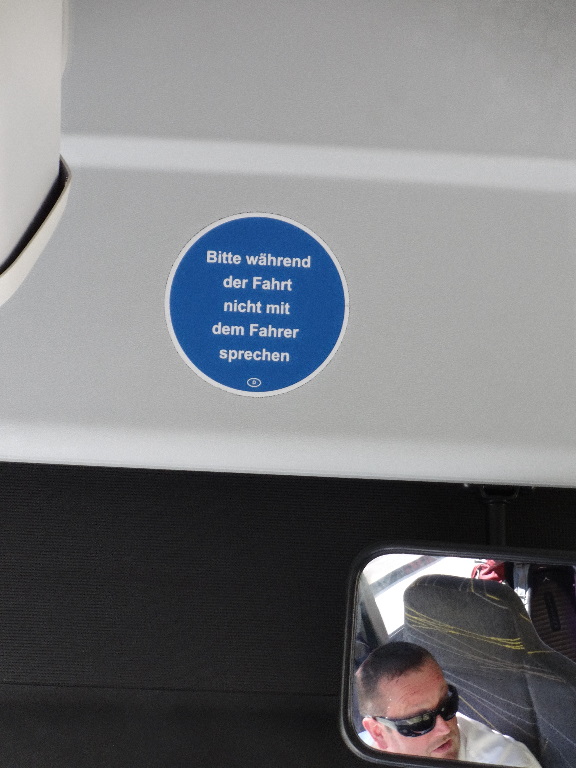 Bitte während
der Fahrt
nicht mit
dem Fahrer
sprechen